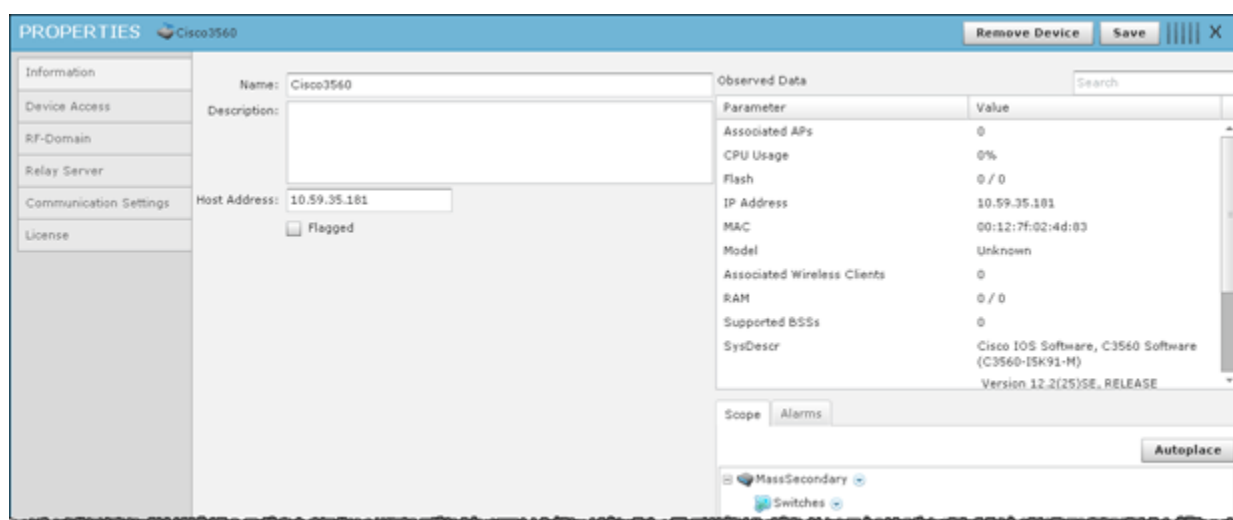 PROPERTIES Cisco3560 Remove Device Save X
Information
Device Access
RF-Domain
Relay Server
Communication Settings
License
Name: Cisco3560
Description:
Host Address: 10.59.35.181
Flagged
Observed Data Search
Parameter Value
Associated APs 0
CPU Usage 0%
Flash 0 / 0
IP Address 10.59.35.181
MAC 00:12:7f:02:4d:83
Model Unknown
Associated Wireless Clients 0
RAM 0 / 0
Supported BSSs 0
SysDescr Cisco IOS Software, C3560 Software
(C3560-I5K91-M)
Version 12.2(25)SE, RELEASE
Scope Alarms
Autoplace
MassSecondary
Switches